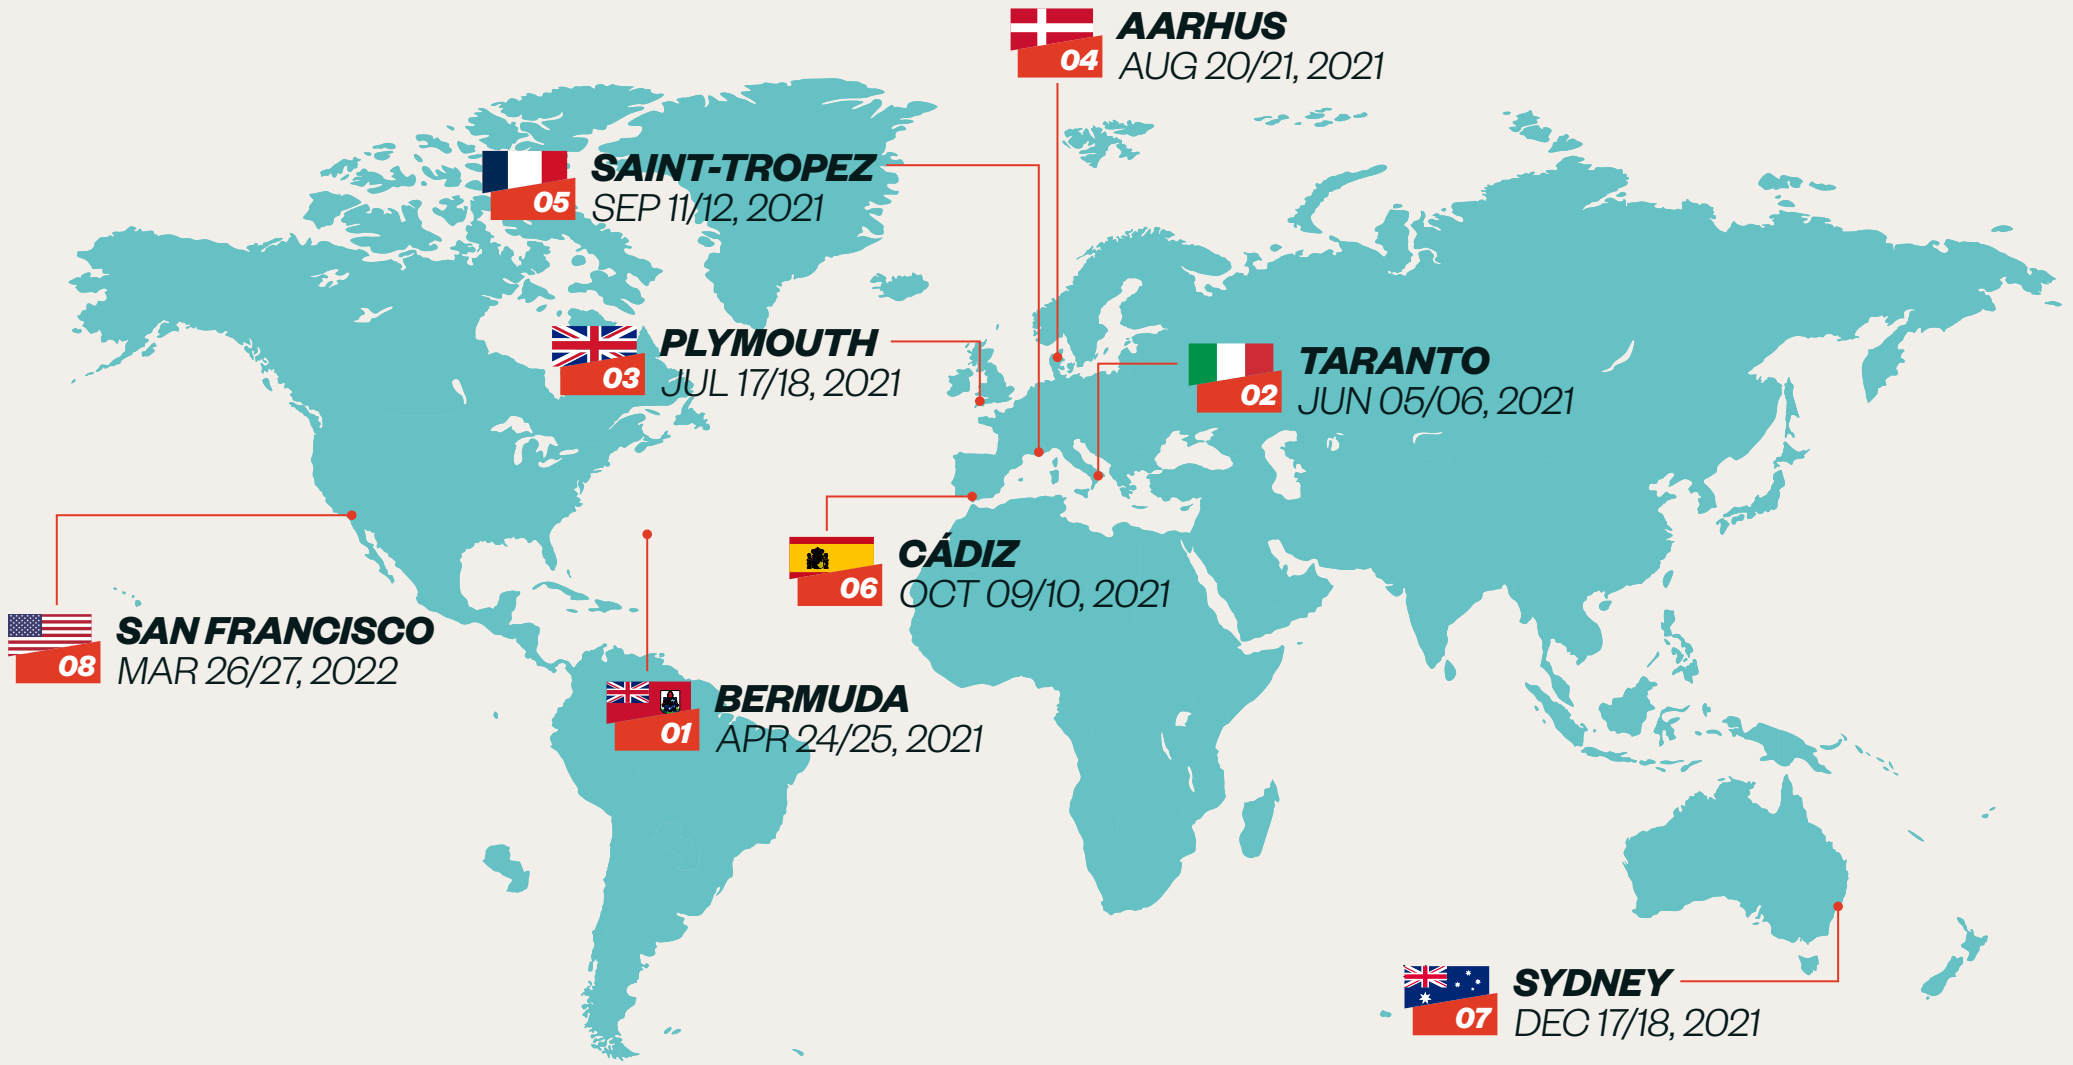 04
AARHUS
AUG 20/21, 2021
05
SAINT-TROPEZ
SEP 11/12, 2021
03
PLYMOUTH
JUL 17/18, 2021
02
TARANTO
JUN 05/06, 2021
06
CÁDIZ
OCT 09/10, 2021
08
SAN FRANCISCO
MAR 26/27, 2022
01
BERMUDA
APR 24/25, 2021
07
SYDNEY
DEC 17/18, 2021